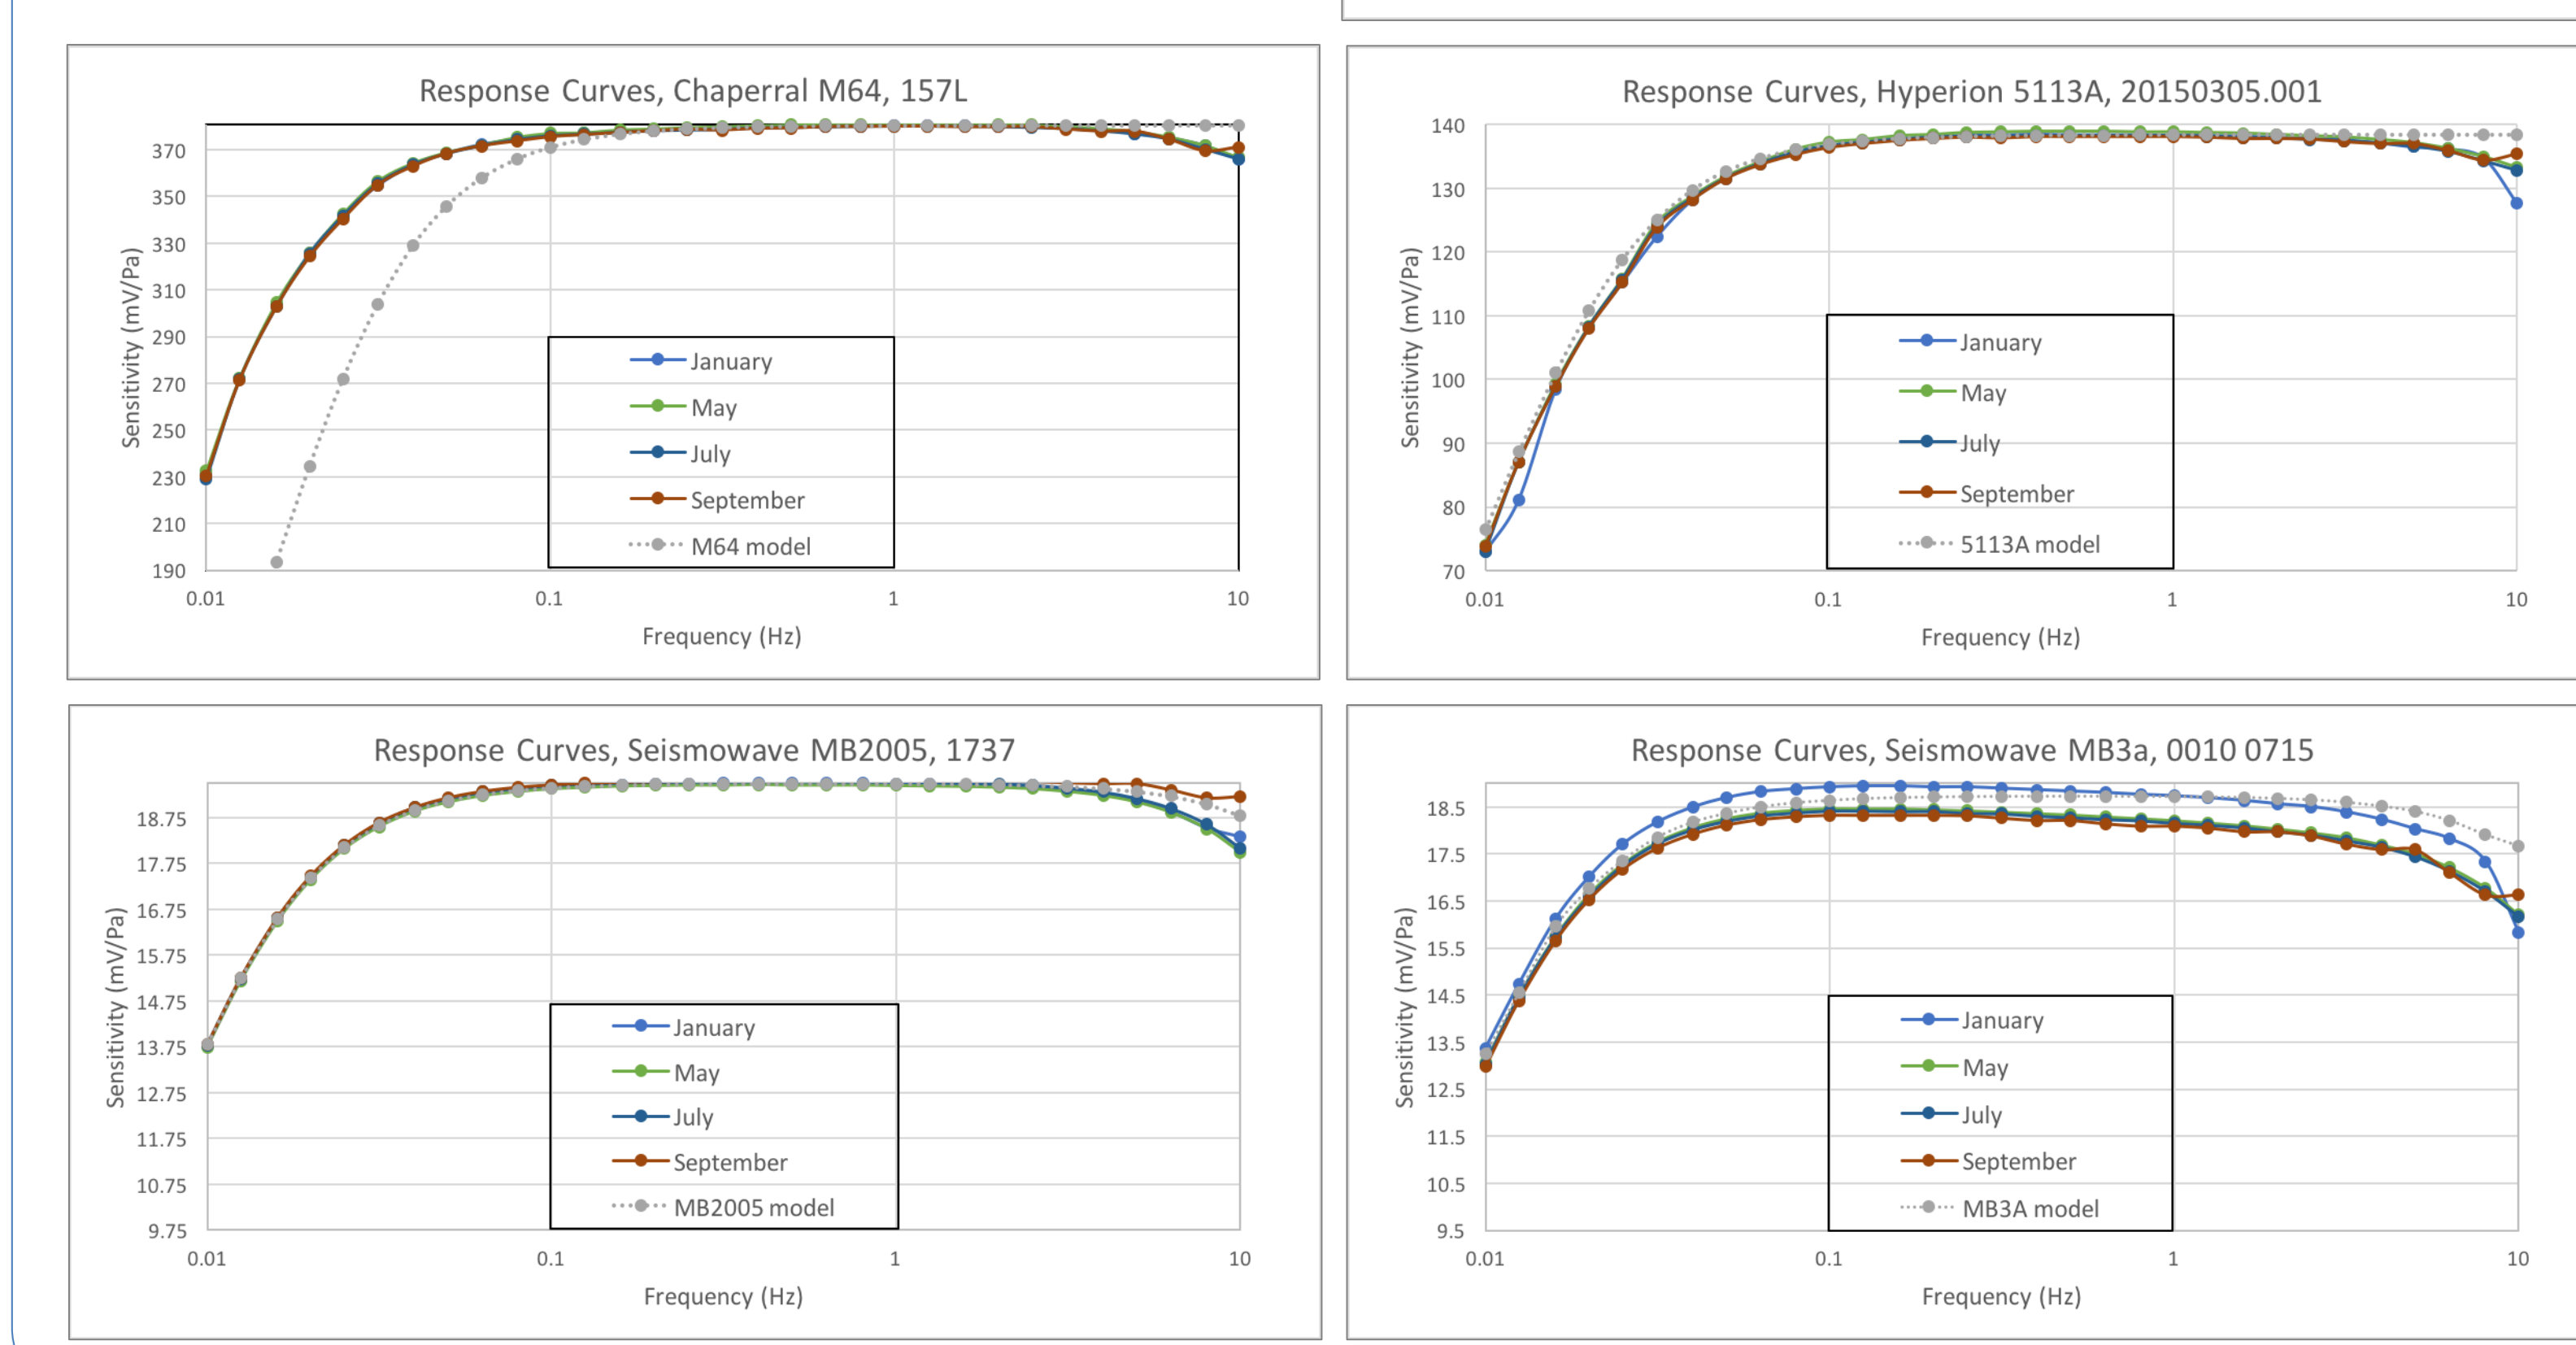 Response Curves, Chaperral M64, 157L
Sensitivity (mV/Pa)
370
350
330
310
290
270
250
230
210
190
January
May
July
September
M64 model
0.01
0.1
1
10
Frequency (Hz)
Response Curves, Hyperion 5113A, 20150305.001
Sensitivity (mV/Pa)
140
130
120
110
100
90
80
70
January
May
July
September
5113A model
0.01
0.1
1
10
Frequency (Hz)
Response Curves, Seismowave MB2005, 1737
Sensitivity (mV/Pa)
18.75
17.75
16.75
15.75
14.75
13.75
12.75
11.75
10.75
9.75
January
May
July
September
MB2005 model
0.01
0.1
1
10
Frequency (Hz)
Response Curves, Seismowave MB3a, 0010 0715
Sensitivity (mV/Pa)
18.5
17.5
16.5
15.5
14.5
13.5
12.5
11.5
10.5
9.5
January
May
July
September
MB3A model
0.01
0.1
1
10
Frequency (Hz)